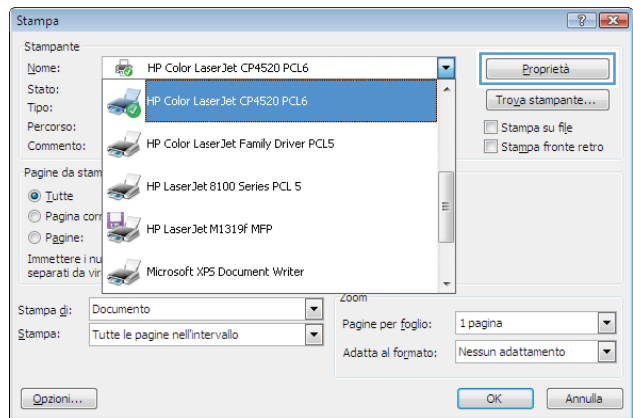 Stampa
Stampante
Nome: HP Color LaserJet CP4520 PCL6 Proprietà
Stato: HP Color LaserJet CP4520 PCL6 Trova stampante...
Tipo:
Percorso: HP Color LaserJet Family Driver PCL5 Stampa su file
Commento: Stampa fronte retro
Pagine da stam HP LaserJet 8100 Series PCL 5
Tutte
Pagina corr HP LaserJet M1319f MFP
Pagine:
Immettere i nu Microsoft XPS Document Writer
separati da vir
Stampa di: Documento Zoom
Stampa: Tutte le pagine nell'intervallo Pagine per foglio: 1 pagina
Adatta al formato: Nessun adattamento
Opzioni... OK Annulla